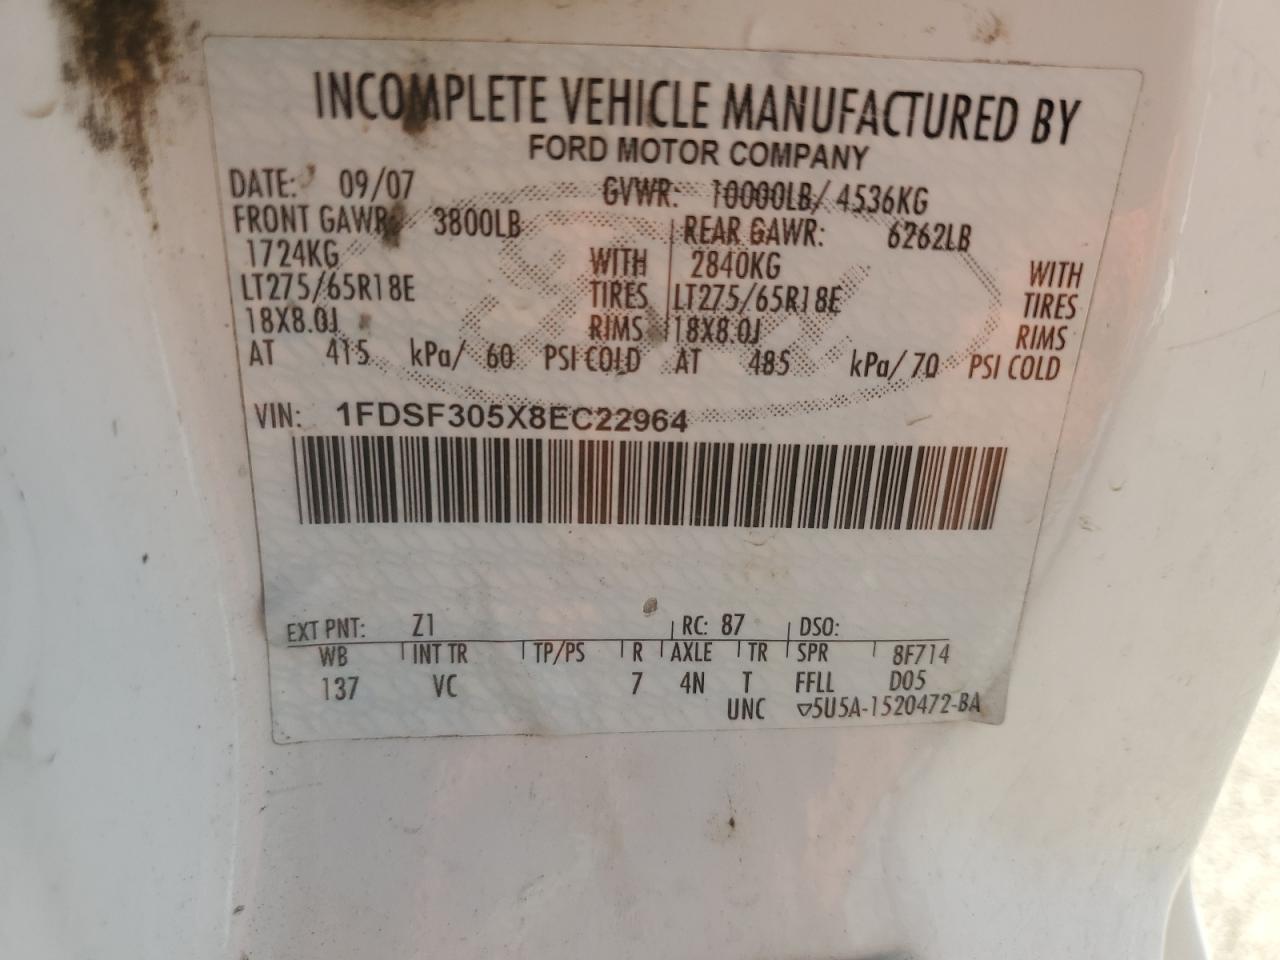 INCOMPLETE VEHICLE MANUFACTURED BY
FORD MOTOR COMPANY
DATE: 09/07 GVWR: 10000LB/ 4536KG
FRONT GAWR: 3800LB REAR GAWR: 6262LB
1724KG WITH 2840KG WITH
LT275/65R18E TIRES LT275/65R18E TIRES
18X8.0J RIMS 18X8.0J RIMS
AT 415 kPa/ 60 PSI COLD AT 485 kPa/ 70 PSI COLD
VIN: 1FDSF305X8EC22964
EXT PNT: Z1 RC: 87 DSO:
WB INT TR TP/PS R AXLE TR SPR 8F714
137 VC 7 4N T FFLL D05
UNC ▽5U5A-1520472-BA